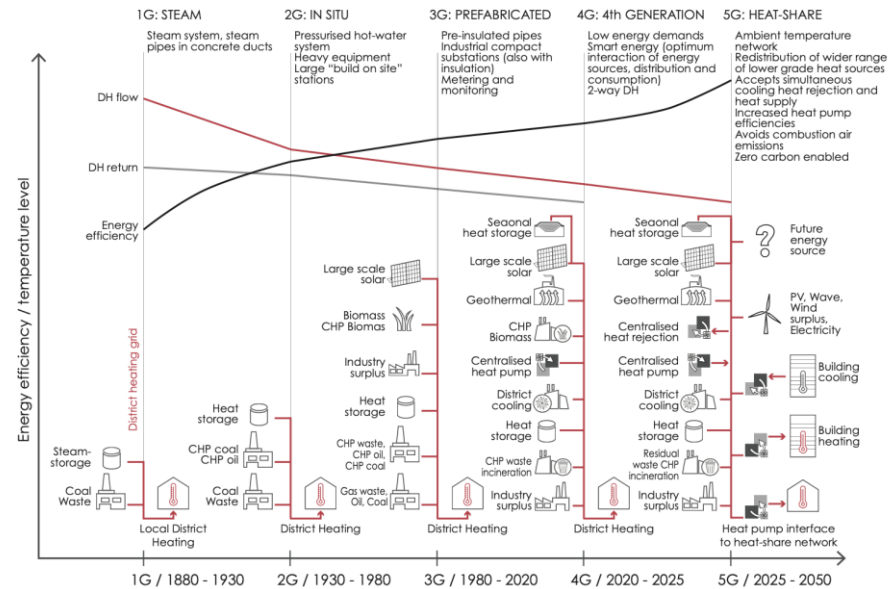 1G: STEAM
Steam system, steam
pipes in concrete ducts
2G: IN SITU
Pressurised hot-water
system
Heavy equipment
Large "build on site"
stations
3G: PREFABRICATED
Pre-insulated pipes
Industrial compact
substations (also with
insulation)
Metering and
monitoring
4G: 4th GENERATION
Low energy demands
Smart energy (optimum
interaction of energy
sources, distribution and
consumption)
2-way DH
5G: HEAT-SHARE
Ambient temperature
network
Redistribution of wider range
of lower grade heat sources
Accepts simultaneous
cooling heat rejection and
heat supply
Increased heat pump
efficiencies
Avoids combustion air
emissions
Zero carbon enabled
Energy efficiency / temperature level
DH flow
DH return
Energy
efficiency
District heating grid
Steam-
storage
Coal
Waste
Local District
Heating
Heat
storage
CHP coal
CHP oil
Coal
Waste
District Heating
Large scale
solar
Biomass
CHP Biomas
Industry
surplus
Heat
storage
CHP waste,
CHP oil,
CHP coal
Gas waste,
Oil, Coal
District Heating
Seaonal
heat storage
Large scale
solar
Geothermal
CHP
Biomass
Centralised
heat pump
District
cooling
Heat
storage
CHP waste
incineration
Industry
surplus
District Heating
Seaonal
heat storage
Large scale
solar
Geothermal
Centralised
heat rejection
Centralised
heat pump
District
cooling
Heat
storage
Residual
waste CHP
incineration
Industry
surplus
?
Future
energy
source
PV, Wave,
Wind
surplus,
Electricity
Building
cooling
Building
heating
Heat pump interface
to heat-share network
1G / 1880 - 1930
2G / 1930 - 1980
3G / 1980 - 2020
4G / 2020 - 2025
5G / 2025 - 2050